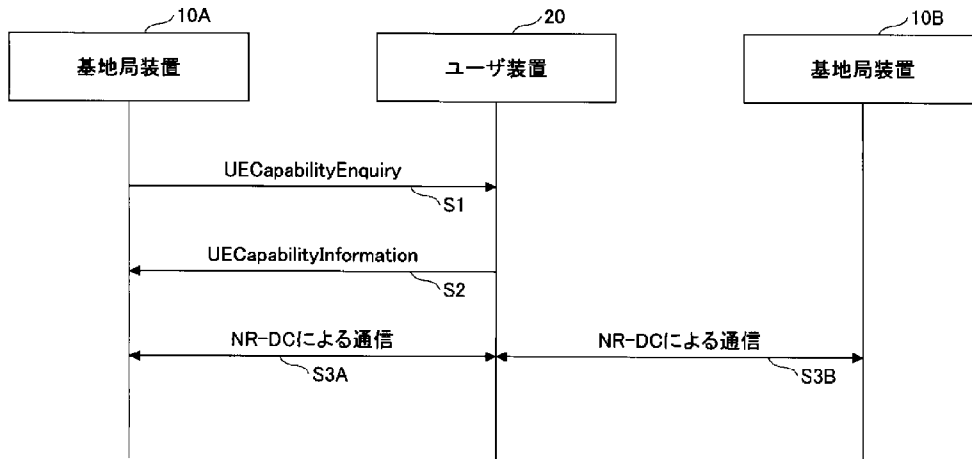 10A
20
10B
基地局装置
ユーザ装置
基地局装置
UECapabilityEnquiry
S1
UECapabilityInformation
S2
NR-DCによる通信
NR-DCによる通信
S3A
S3B